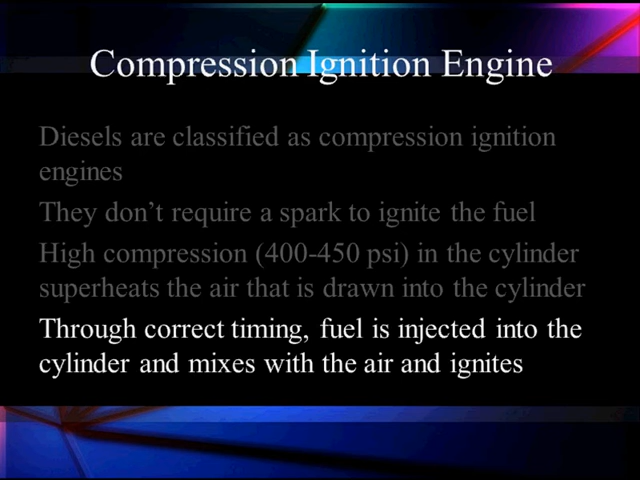 Compression Ignition Engine
Diesels are classified as compression ignition
engines
They don't require a spark to ignite the fuel
High compression (400-450 psi) in the cylinder
superheats the air that is drawn into the cylinder
Through correct timing, fuel is injected into the
cylinder and mixes with the air and ignites